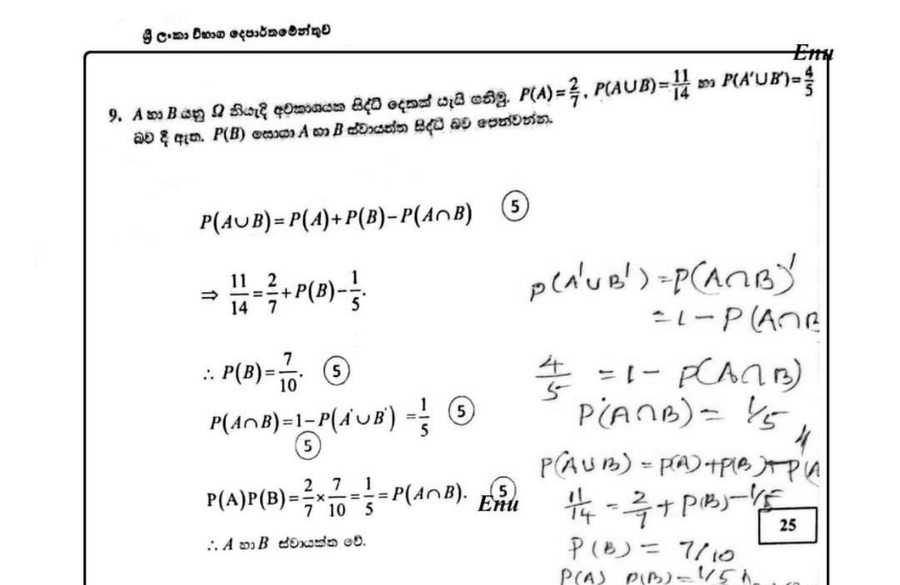 ශ්‍රී ලංකා විභාග දෙපාර්තමේන්තුව
Enu
9. A හා B යනු Ω නියැදි අවකාශයක සිද්ධි දෙකක් යැයි ගනිමු. P(A)=2/7, P(A∪B)=11/14 හා P(A′∪B′)=4/5
බව දී ඇත. P(B) සොයා A හා B ස්වායත්ත සිද්ධි බව පෙන්වන්න.
P(A∪B)=P(A)+P(B)−P(A∩B) 5
⇒ 11/14=2/7+P(B)−1/5.
∴ P(B)=7/10. 5
P(A∩B)=1−P(A′∪B′) =1/5 5
5
P(A)P(B)=2/7×7/10=1/5=P(A∩B). 5
Enu
∴ A හා B ස්වායත්ත වේ.
P(A′∪B′)=P(A∩B)′
=1−P(A∩B
4/5 =1− P(A∩B)
P(A∩B)= 1/5
P(A∪B)=P(A)+P(B)-P(A
11/14 = 2/7 + P(B)−1/5
25
P(B) = 7/10
P(A) P(B)=1/5